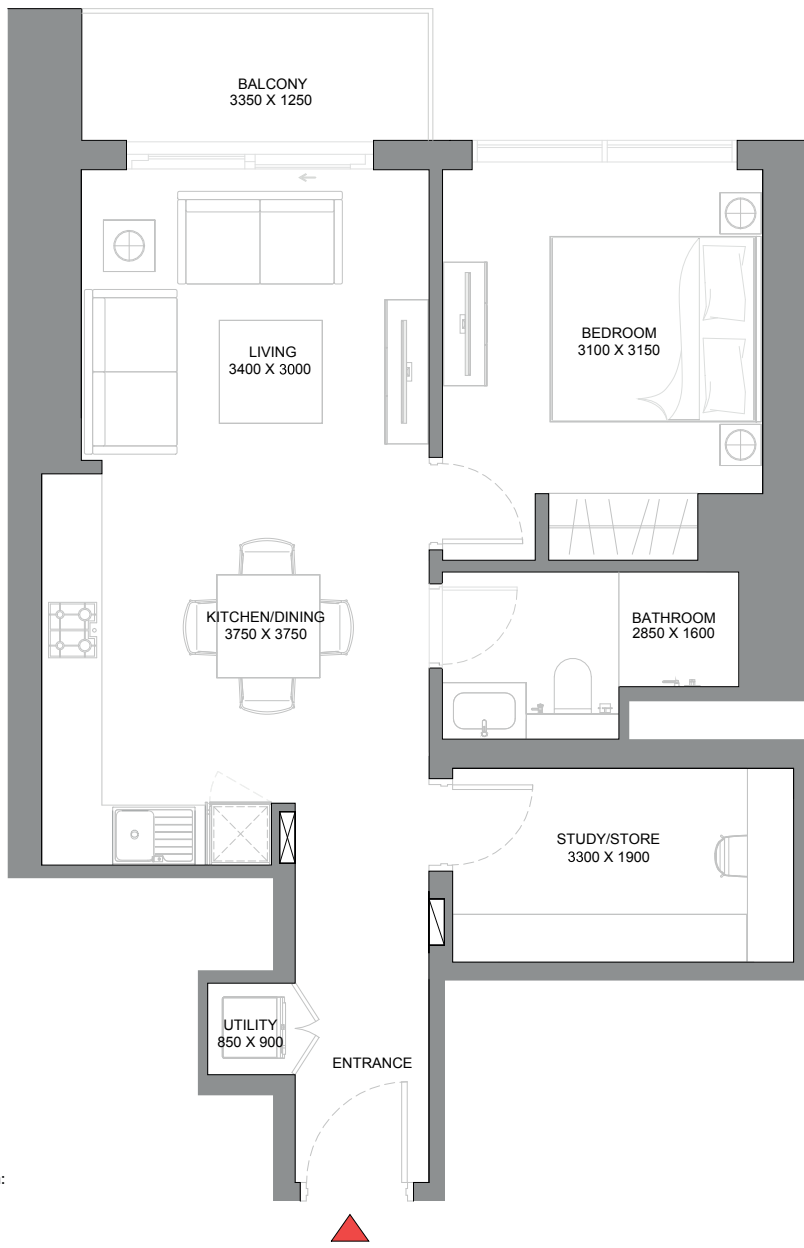 BALCONY
3350 X 1250
LIVING
3400 X 3000
BEDROOM
3100 X 3150
KITCHEN/DINING
3750 X 3750
BATHROOM
2850 X 1600
STUDY/STORE
3300 X 1900
UTILITY
850 X 900
ENTRANCE